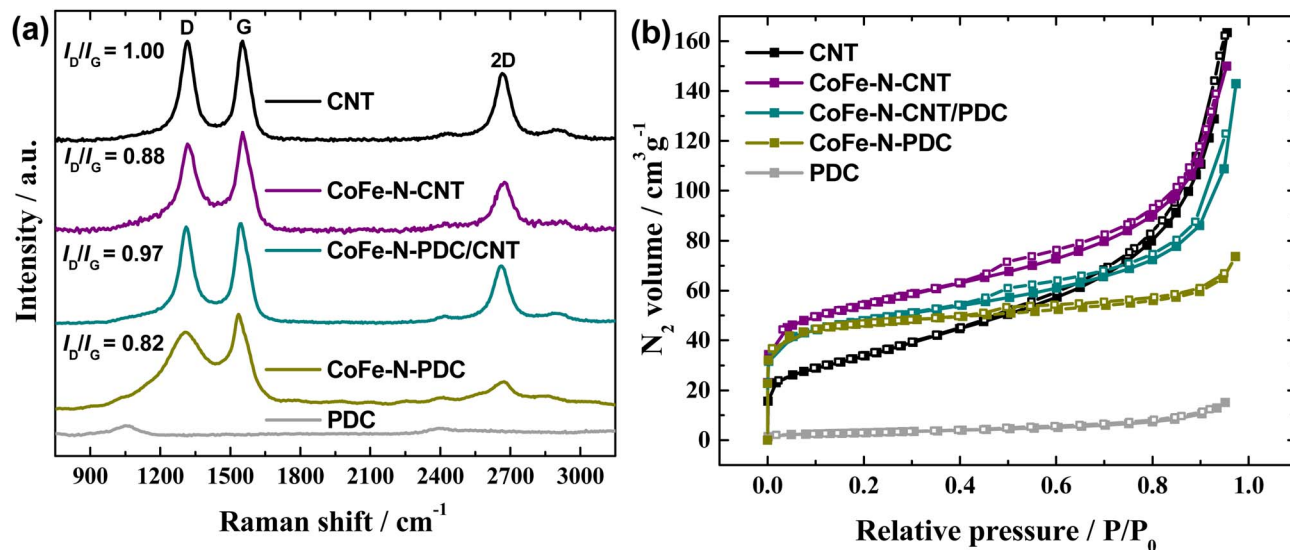 (a)
D
G
2D
I_D/I_G = 1.00
CNT
I_D/I_G = 0.88
CoFe-N-CNT
I_D/I_G = 0.97
CoFe-N-PDC/CNT
I_D/I_G = 0.82
CoFe-N-PDC
PDC
Intensity / a.u.
900 1200 1500 1800 2100 2400 2700 3000
Raman shift / cm⁻¹
(b)
CNT
CoFe-N-CNT
CoFe-N-CNT/PDC
CoFe-N-PDC
PDC
N₂ volume / cm³g⁻¹
160
140
120
100
80
60
40
20
0
0.0 0.2 0.4 0.6 0.8 1.0
Relative pressure / P/P₀